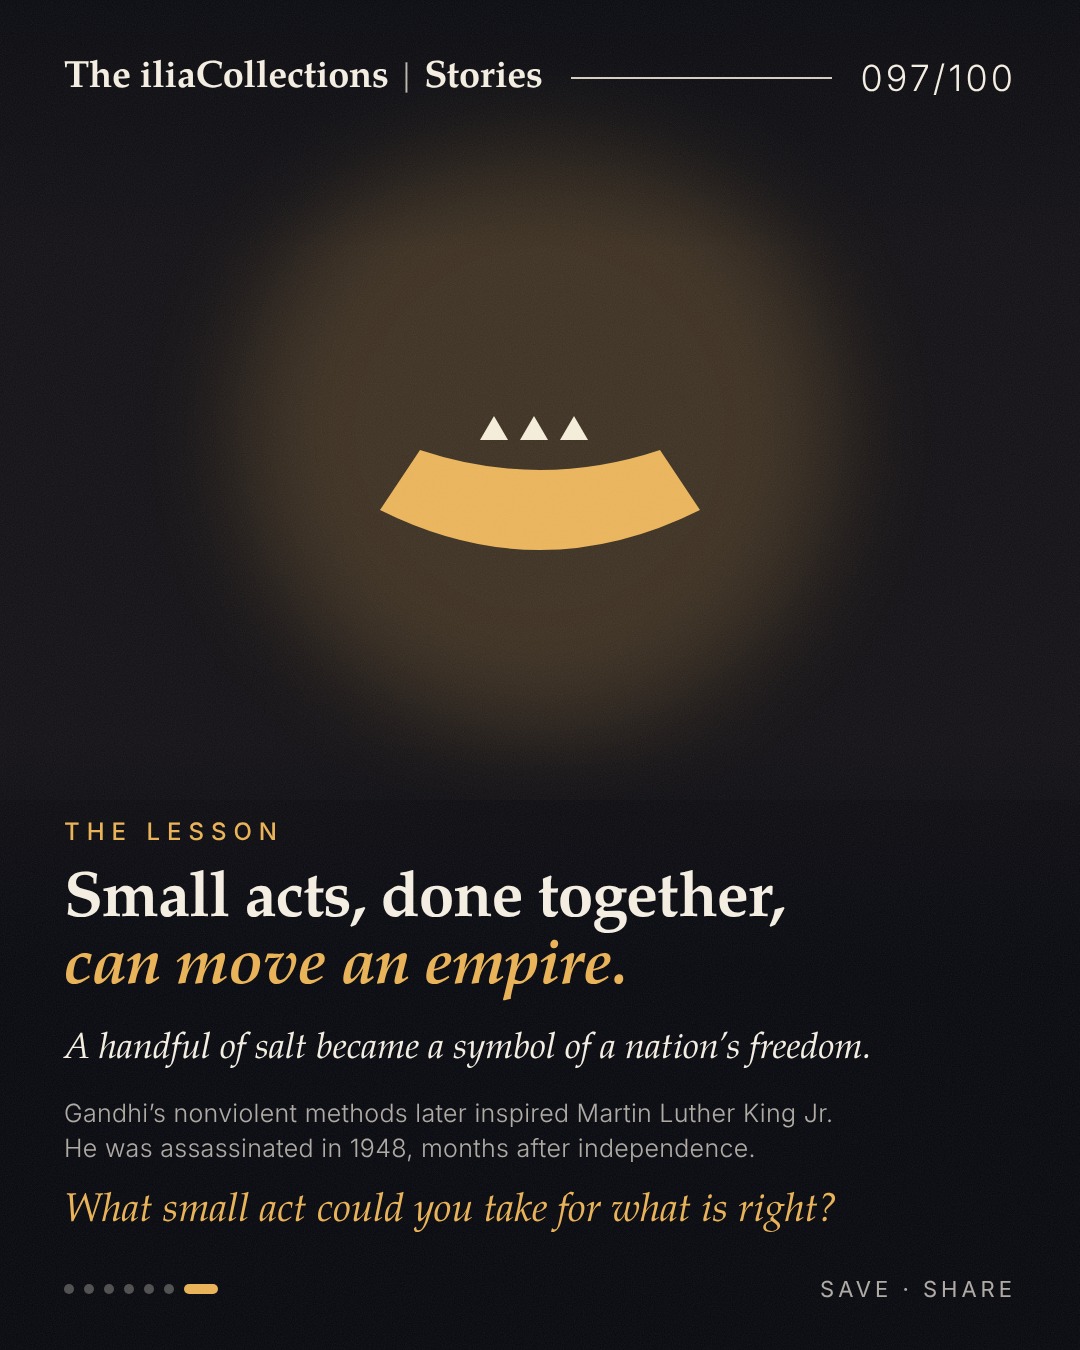 The iliaCollections | Stories 097/100
THE LESSON
Small acts, done together,
can move an empire.
A handful of salt became a symbol of a nation’s freedom.
Gandhi’s nonviolent methods later inspired Martin Luther King Jr.
He was assassinated in 1948, months after independence.
What small act could you take for what is right?
SAVE · SHARE